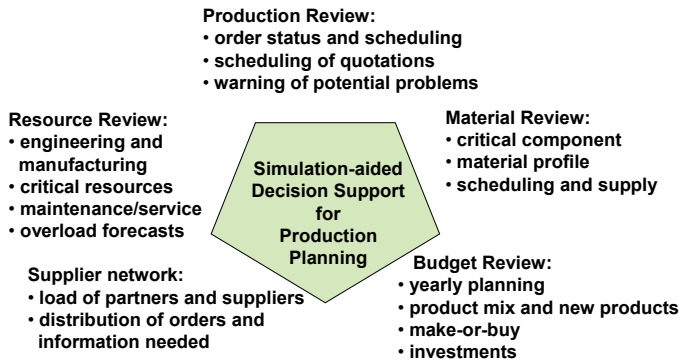 Production Review:
• order status and scheduling
• scheduling of quotations
• warning of potential problems
Resource Review:
• engineering and
manufacturing
• critical resources
• maintenance/service
• overload forecasts
Material Review:
• critical component
• material profile
• scheduling and supply
Simulation-aided
Decision Support
for
Production
Planning
Supplier network:
• load of partners and suppliers
• distribution of orders and
information needed
Budget Review:
• yearly planning
• product mix and new products
• make-or-buy
• investments